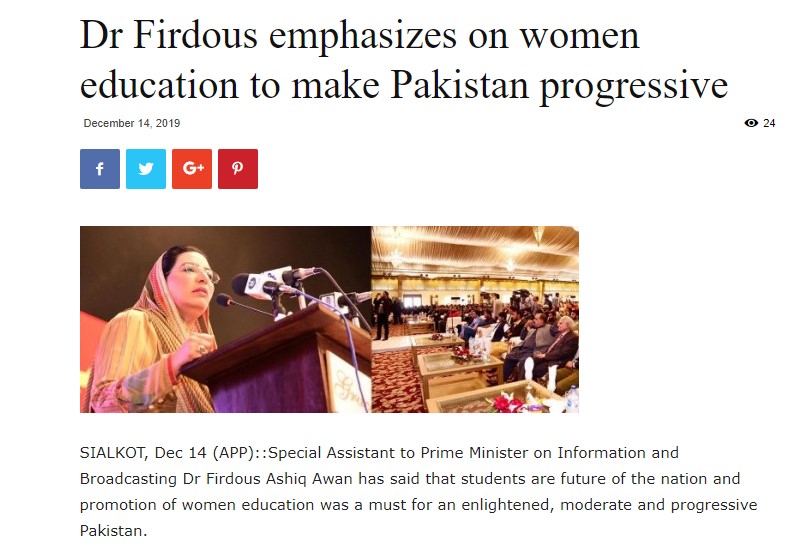 Dr Firdous emphasizes on women
education to make Pakistan progressive
December 14, 2019
24
f
G+
SIALKOT, Dec 14 (APP)::Special Assistant to Prime Minister on Information and
Broadcasting Dr Firdous Ashiq Awan has said that students are future of the nation and
promotion of women education was a must for an enlightened, moderate and progressive
Pakistan.